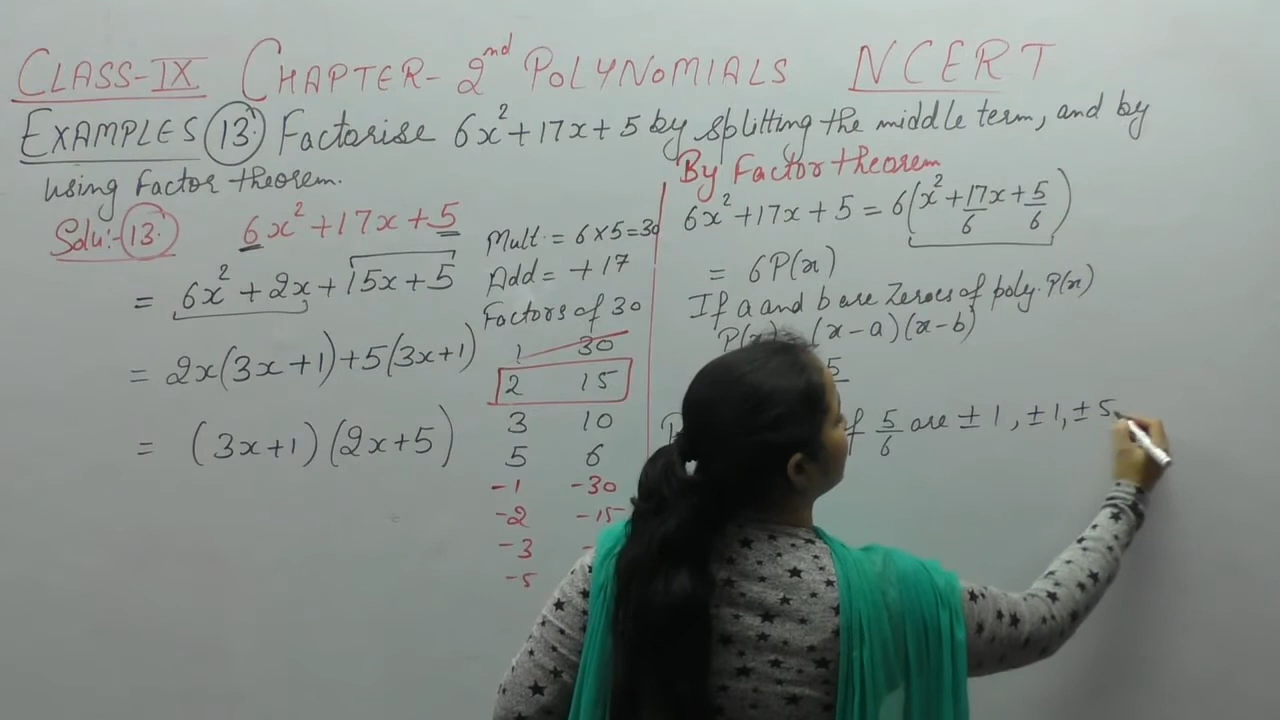 CLASS-IX CHAPTER- 2nd POLYNOMIALS NCERT
EXAMPLES 13. Factorise 6x²+17x+5 by splitting the middle term, and by
using Factor theorem.
Solu:- 13.
6x²+17x+5
= 6x²+2x+15x+5
= 2x(3x+1)+5(3x+1)
= (3x+1)(2x+5)
Mult. = 6×5=30
Add = +17
Factors of 30
1 30
2 15
3 10
5 6
-1 -30
-2 -15
-3 -
-5
By Factor theorem
6x²+17x+5 = 6(x²+17x/6+5/6)
= 6P(x)
If a and b are Zeroes of poly. P(x)
P(x) = (x-a)(x-b)
5
of 5/6 are ±1, ±1, ±5